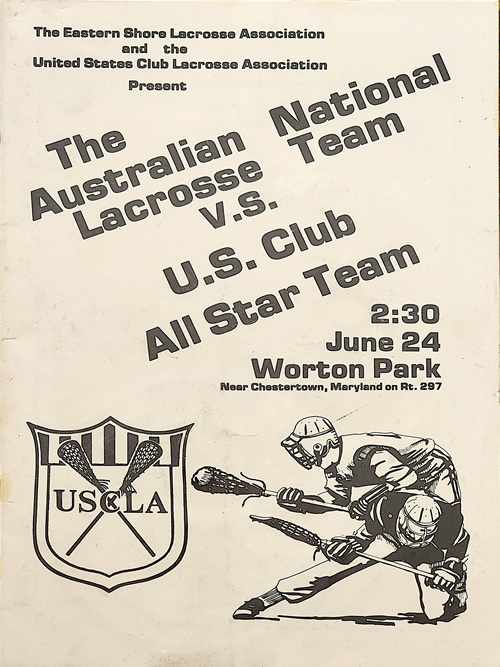 The Eastern Shore Lacrosse Association
and the
United States Club Lacrosse Association
Present
The
Australian National
Lacrosse Team
V.S.
U.S. Club
All Star Team
2:30
June 24
Worton Park
Near Chestertown, Maryland on Rt. 297
USCLA